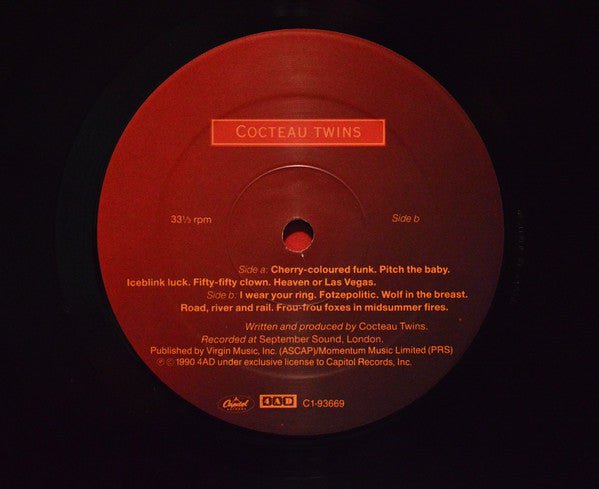 COCTEAU TWINS
33⅓ rpm
Side b
Side a: Cherry-coloured funk. Pitch the baby.
Iceblink luck. Fifty-fifty clown. Heaven or Las Vegas.
Side b: I wear your ring. Fotzepolitic. Wolf in the breast.
Road, river and rail. Frou-frou foxes in midsummer fires.
Written and produced by Cocteau Twins.
Recorded at September Sound, London.
Published by Virgin Music, Inc. (ASCAP)/Momentum Music Limited (PRS)
℗ © 1990 4AD under exclusive license to Capitol Records, Inc.
Capitol
4AD
C1-93669